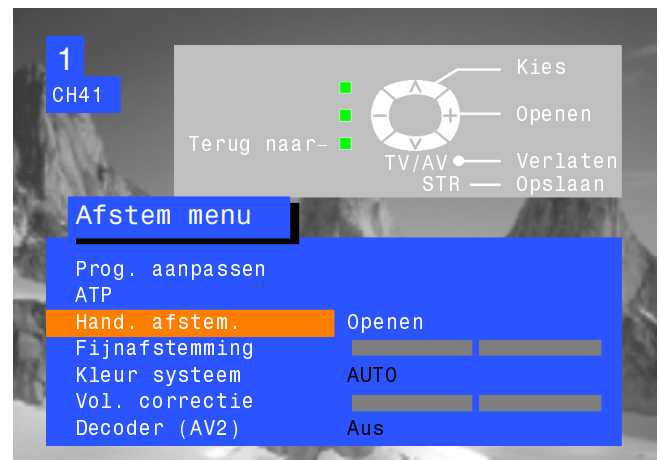 1
CH41
Kies
Openen
Terug naar
TV/AV Verlaten
STR Opslaan
Afstem menu
Prog. aanpassen
ATP
Hand. afstem. Openen
Fijnafstemming
Kleur systeem AUTO
Vol. correctie
Decoder (AV2) Aus